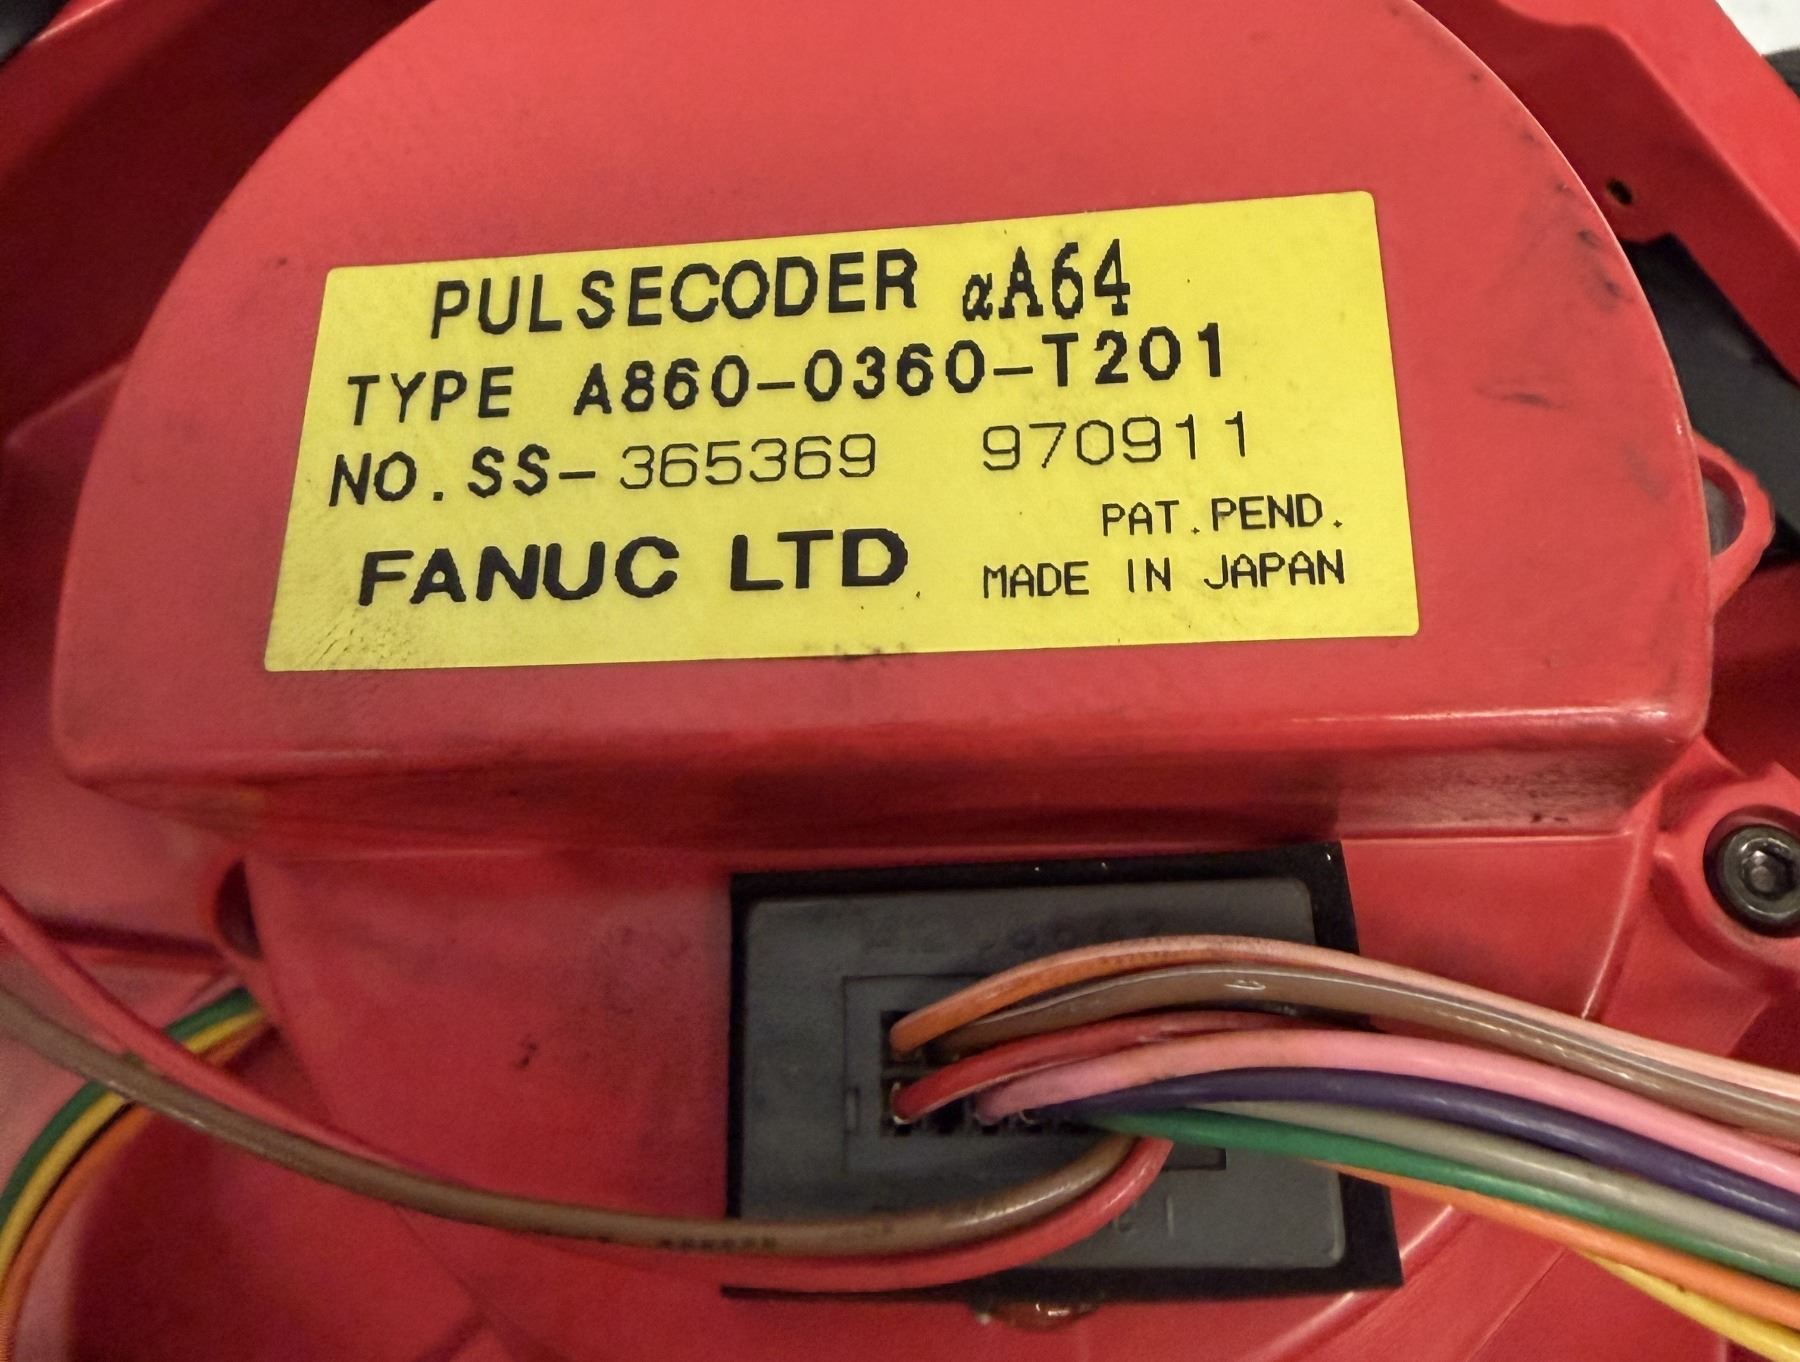 PULSECODER αA64
TYPE A860-0360-T201
NO.SS-365369 970911
PAT.PEND.
FANUC LTD MADE IN JAPAN